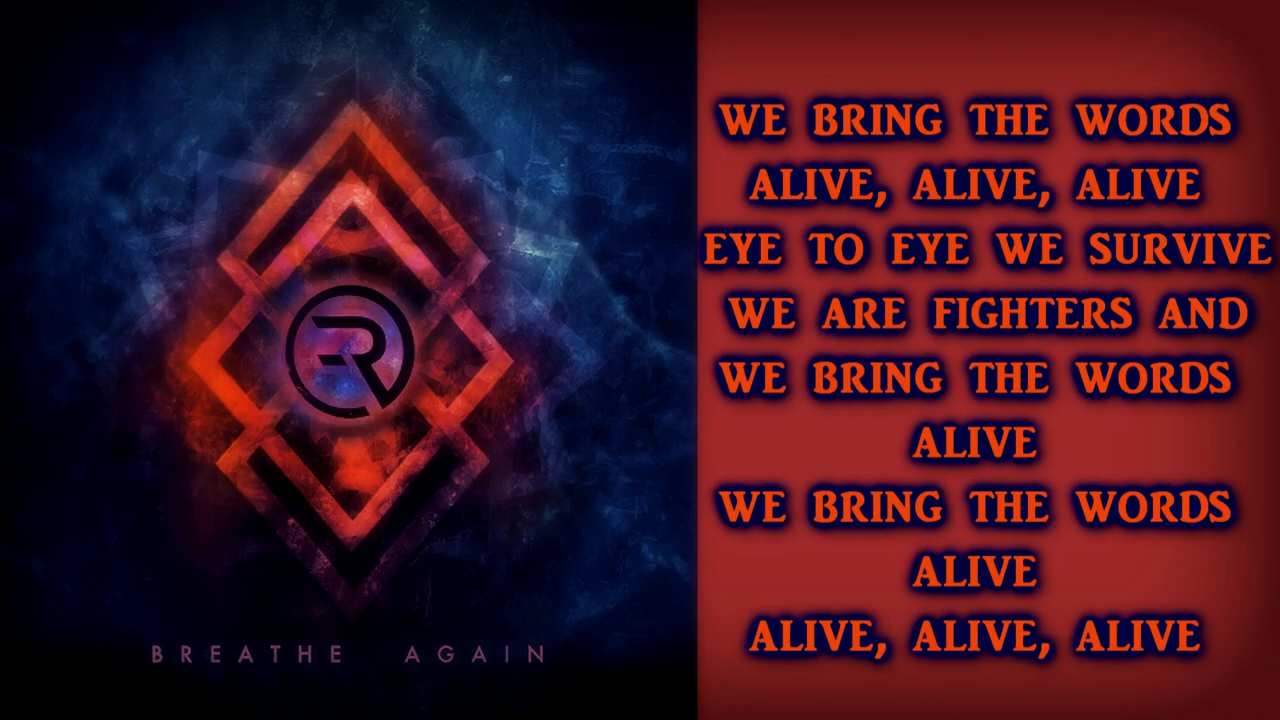 BREATHE AGAIN
WE BRING THE WORDS
ALIVE, ALIVE, ALIVE
EYE TO EYE WE SURVIVE
WE ARE FIGHTERS AND
WE BRING THE WORDS
ALIVE
WE BRING THE WORDS
ALIVE
ALIVE, ALIVE, ALIVE